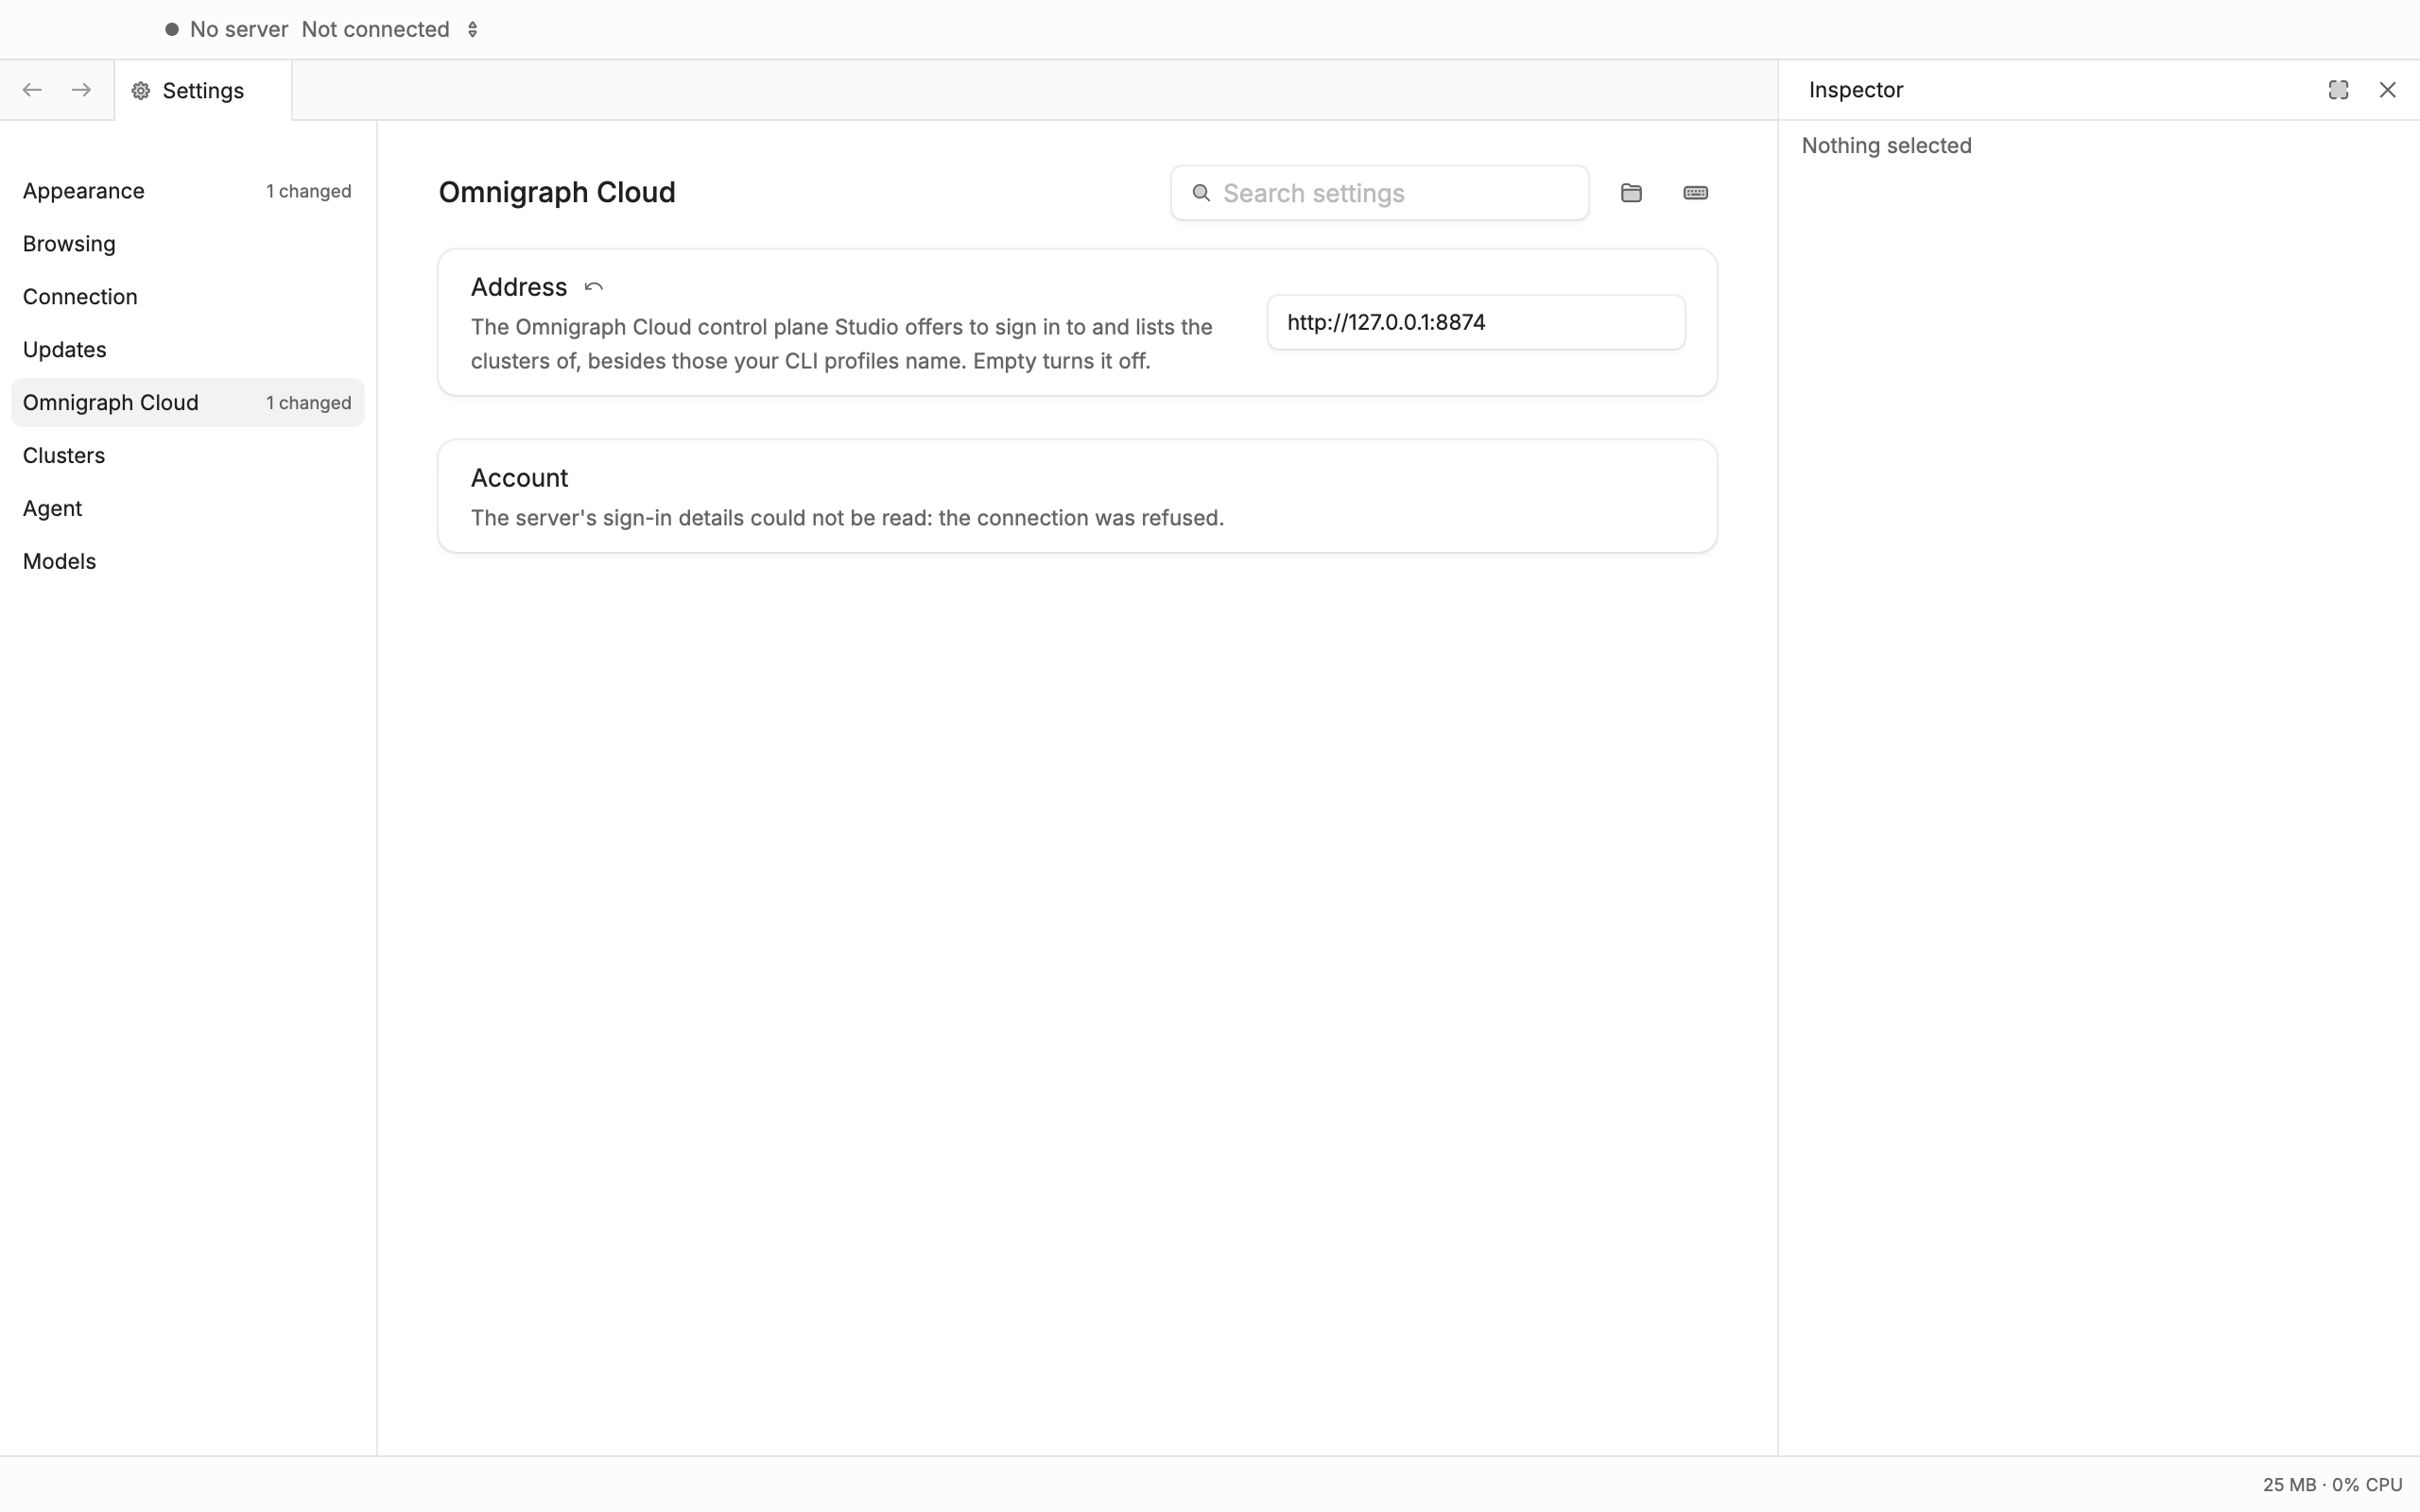 No server Not connected
Settings
Inspector
Nothing selected
Appearance 1 changed
Browsing
Connection
Updates
Omnigraph Cloud 1 changed
Clusters
Agent
Models
Omnigraph Cloud
Search settings
Address
The Omnigraph Cloud control plane Studio offers to sign in to and lists the
clusters of, besides those your CLI profiles name. Empty turns it off.
http://127.0.0.1:8874
Account
The server's sign-in details could not be read: the connection was refused.
25 MB · 0% CPU